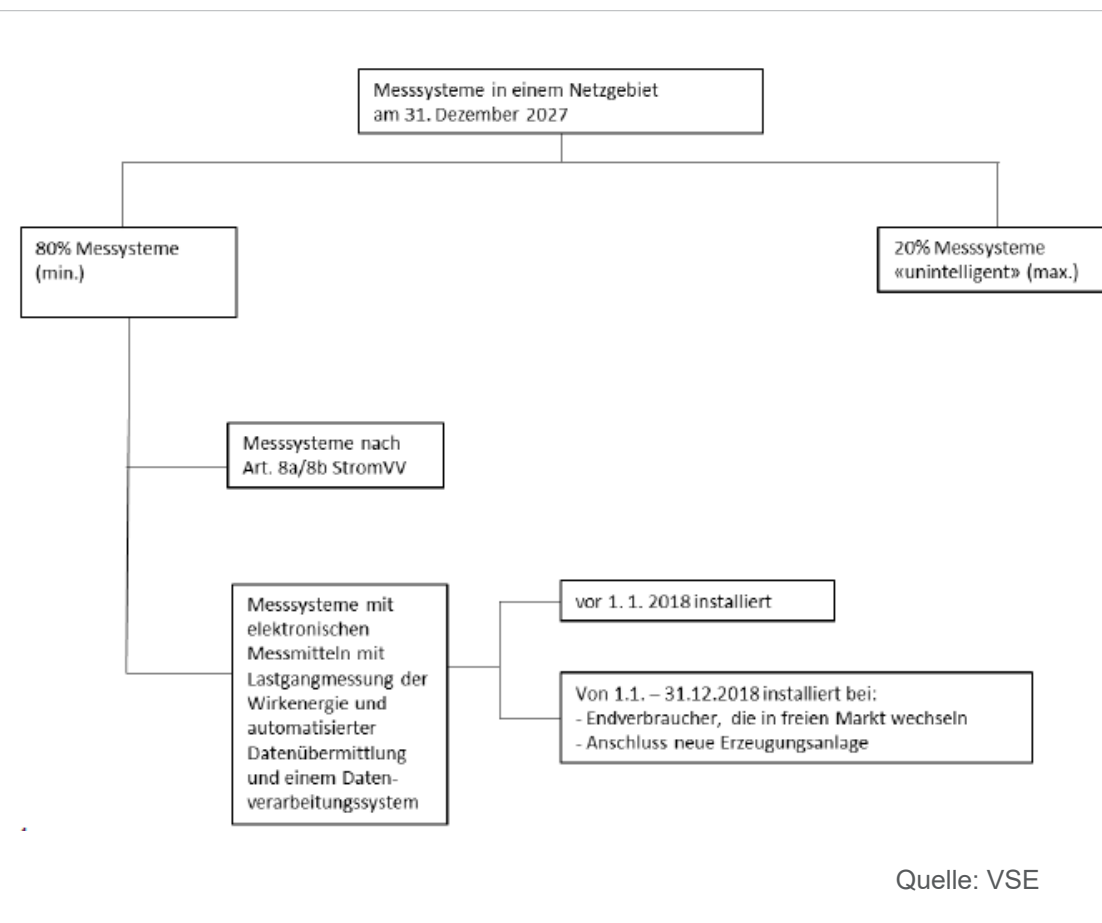 Messsysteme in einem Netzgebiet
am 31. Dezember 2027
80% Messysteme
(min.)
20% Messsysteme
«unintelligent» (max.)
Messsysteme nach
Art. 8a/8b StromVV
Messsysteme mit
elektronischen
Messmitteln mit
Lastgangmessung der
Wirkenergie und
automatisierter
Datenübermittlung
und einem Daten-
verarbeitungssystem
vor 1. 1. 2018 installiert
Von 1.1. – 31.12.2018 installiert bei:
- Endverbraucher, die in freien Markt wechseln
- Anschluss neue Erzeugungsanlage
Quelle: VSE